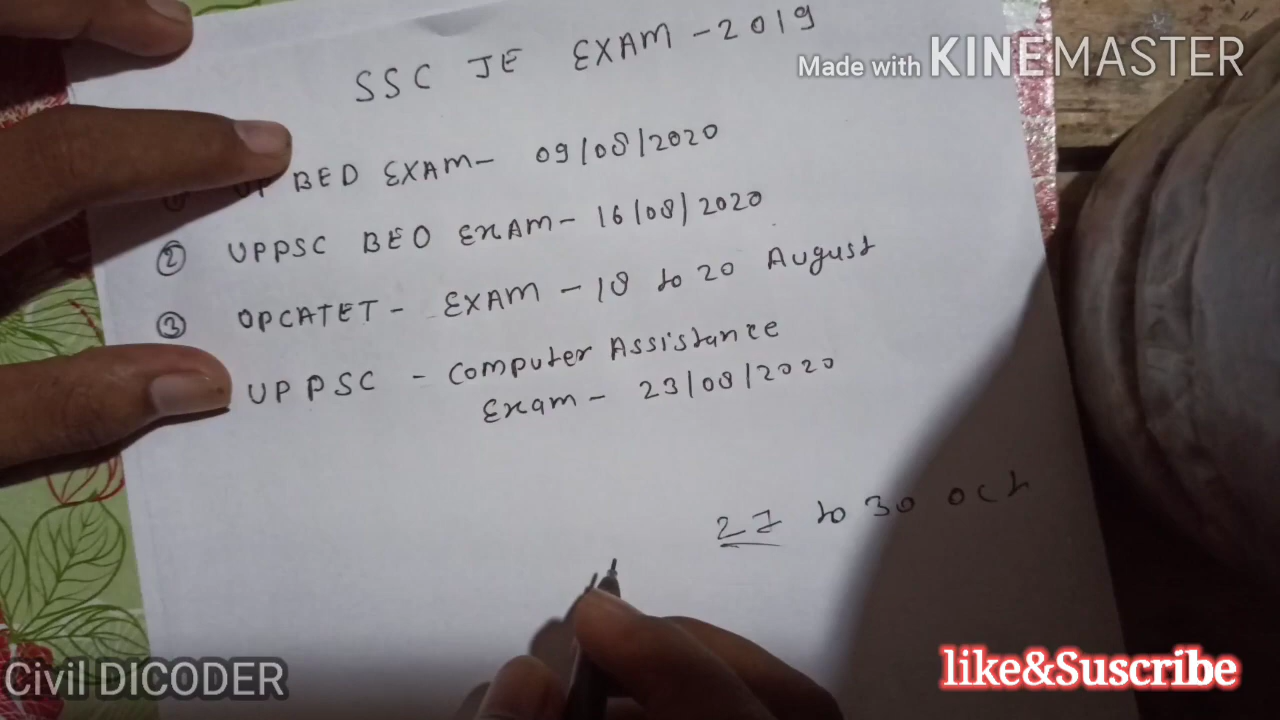 SSC JE EXAM - 2019
Made with KINEMASTER
① UP BED EXAM- 09/08/2020
② UPPSC BEO EXAM- 16/08/2020
③ OPCATET- EXAM - 18 to 20 August
UPPSC - Computer Assistance
Exam - 23/08/2020
27 to 30 oct
like&Suscribe
Civil DICODER